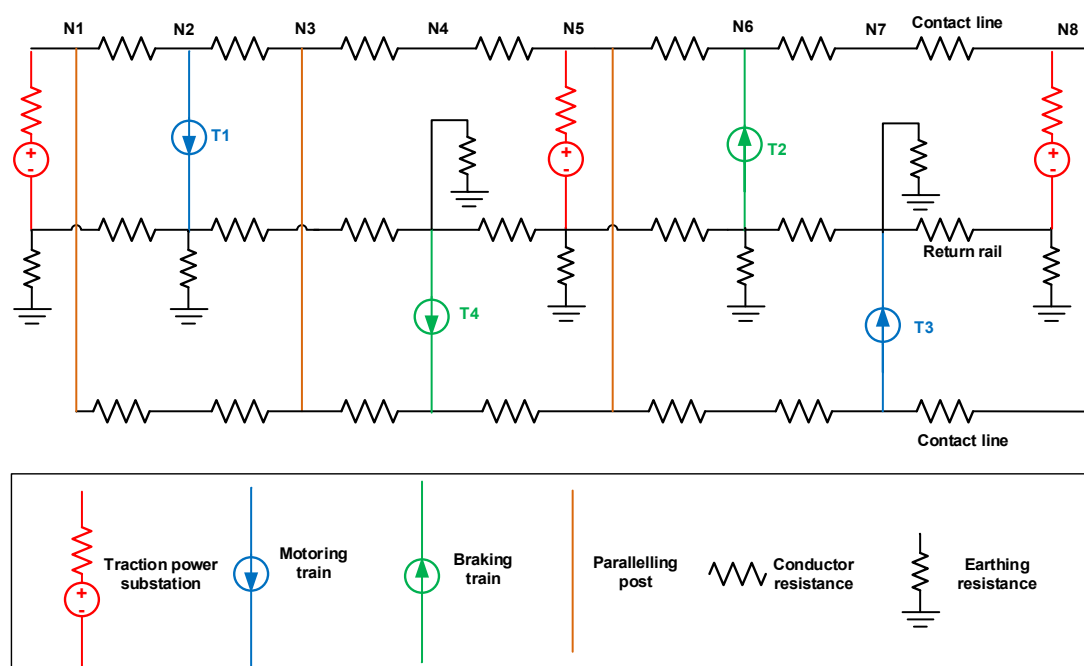 N1 N2 N3 N4 N5 N6 N7 Contact line N8
+
-
T1
+
-
T2
+
-
Return rail
T4
T3
Contact line
Traction power
substation
+
-
Motoring
train
Braking
train
Parallelling
post
Conductor
resistance
Earthing
resistance